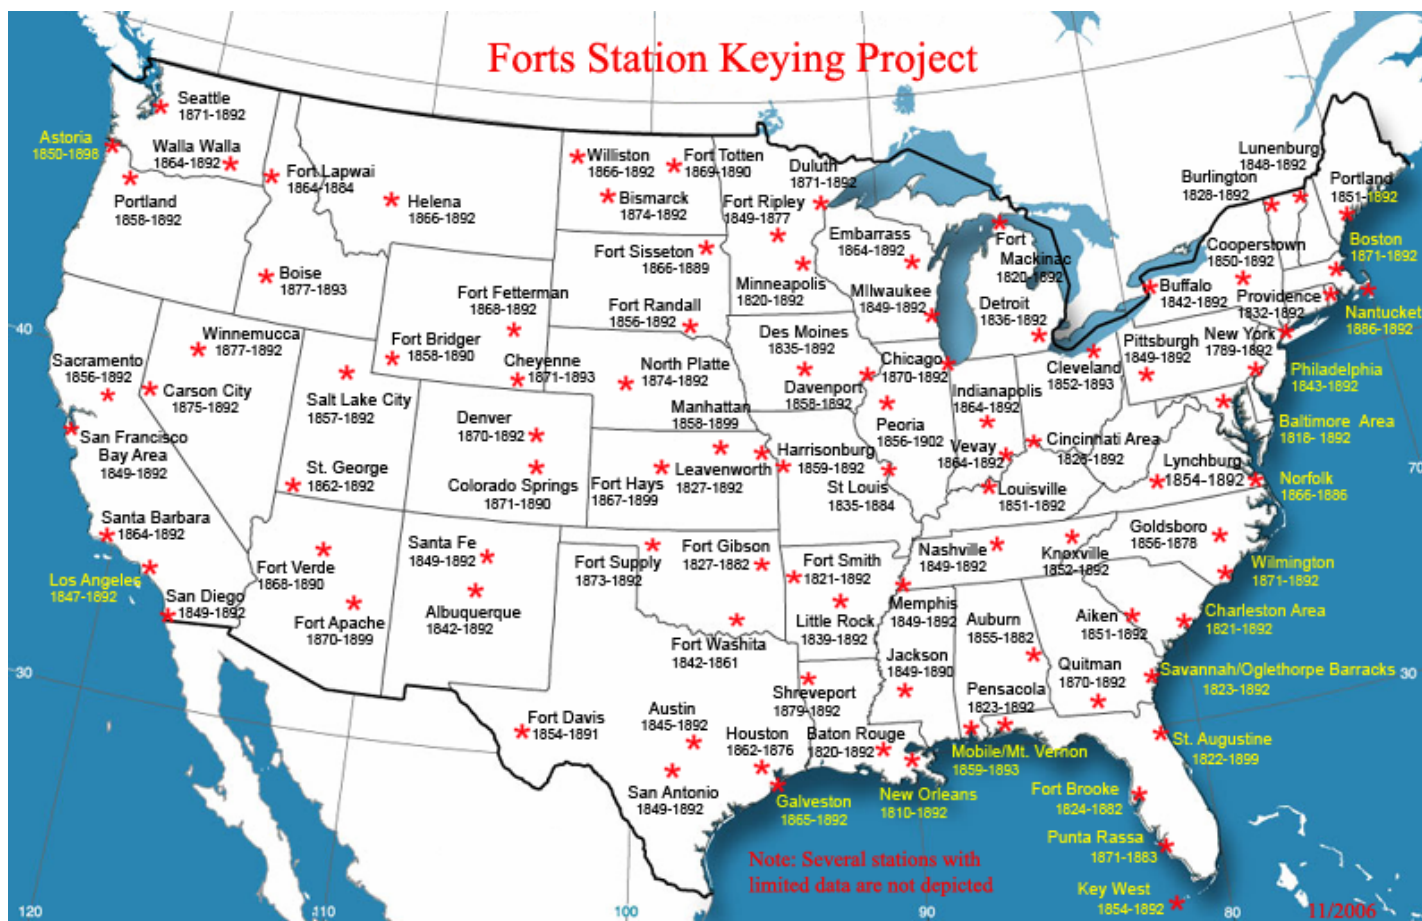 Forts Station Keying Project
Seattle
1871-1892
Astoria
1850-1898
Walla Walla
1864-1892
Fort Lapwai
1864-1884
Portland
1858-1892
Helena
1866-1892
Boise
1877-1893
Williston
1866-1892
Fort Totten
1869-1890
Bismarck
1874-1892
Duluth
1871-1892
Fort Ripley
1849-1877
Fort Sisseton
1866-1889
Minneapolis
1820-1892
Embarrass
1864-1892
Fort
Mackinac
1820-1892
MIlwaukee
1849-1892
Detroit
1836-1892
Lunenburg
1848-1892
Burlington
1828-1892
Portland
1851-1892
Boston
1871-1892
Cooperstown
1850-1892
Buffalo
1842-1892
Providence
1832-1892
Nantucket
1886-1892
New York
1789-1892
Pittsburgh
1849-1892
Philadelphia
1843-1892
Baltimore Area
1818- 1892
Cleveland
1852-1893
Fort Fetterman
1868-1892
Fort Randall
1856-1892
Fort Bridger
1858-1890
Cheyenne
1871-1893
North Platte
1874-1892
Des Moines
1835-1892
Davenport
1858-1892
Chicago
1870-1892
Indianapolis
1864-1892
Peoria
1856-1902
Vevay
1864-1892
Cincinnati Area
1826-1892
Lynchburg
1854-1892
Norfolk
1866-1886
Louisville
1851-1892
Winnemucca
1877-1892
Sacramento
1856-1892
Carson City
1875-1892
Salt Lake City
1857-1892
San Francisco
Bay Area
1849-1892
St. George
1862-1892
Denver
1870-1892
Colorado Springs
1871-1890
Manhattan
1858-1899
Fort Hays
1867-1899
Leavenworth
1827-1892
Harrisonburg
1859-1892
St Louis
1835-1884
Santa Barbara
1864-1892
Los Angeles
1847-1892
San Diego
1849-1892
Fort Verde
1868-1890
Fort Apache
1870-1899
Santa Fe
1849-1892
Albuquerque
1842-1892
Fort Supply
1873-1892
Fort Gibson
1827-1882
Fort Smith
1821-1892
Little Rock
1839-1892
Fort Washita
1842-1861
Nashville
1849-1892
Knoxville
1852-1892
Goldsboro
1856-1878
Wilmington
1871-1892
Memphis
1849-1892
Auburn
1855-1882
Aiken
1851-1892
Charleston Area
1821-1892
Jackson
1849-1890
Quitman
1870-1892
Savannah/Oglethorpe Barracks
1823-1892
Shreveport
1879-1892
Pensacola
1823-1892
Fort Davis
1854-1891
Austin
1845-1892
Houston
1862-1876
Baton Rouge
1820-1892
Mobile/Mt. Vernon
1859-1893
St. Augustine
1822-1899
San Antonio
1849-1892
Galveston
1865-1892
New Orleans
1810-1892
Fort Brooke
1824-1882
Punta Rassa
1871-1883
Key West
1854-1892
Note: Several stations with
limited data are not depicted
40
30
70
30
120
110
100
90
80
11/2006